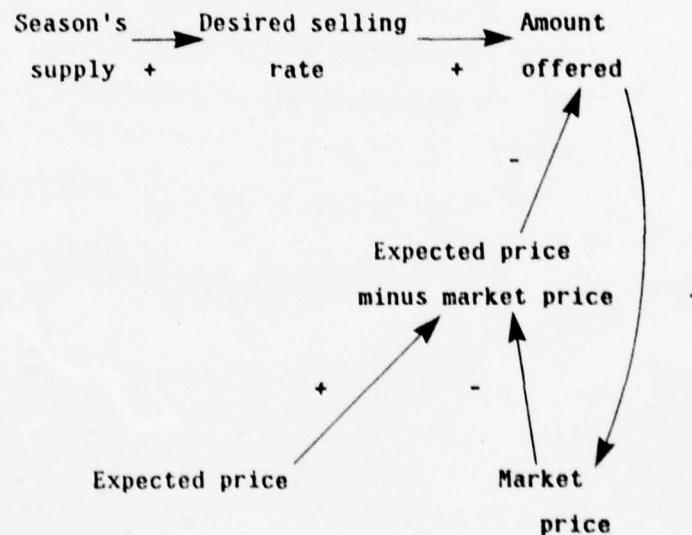 Season's
supply
+
Desired selling
rate
+
Amount
offered
-
Expected price
minus market price
+
-
Expected price
Market
price